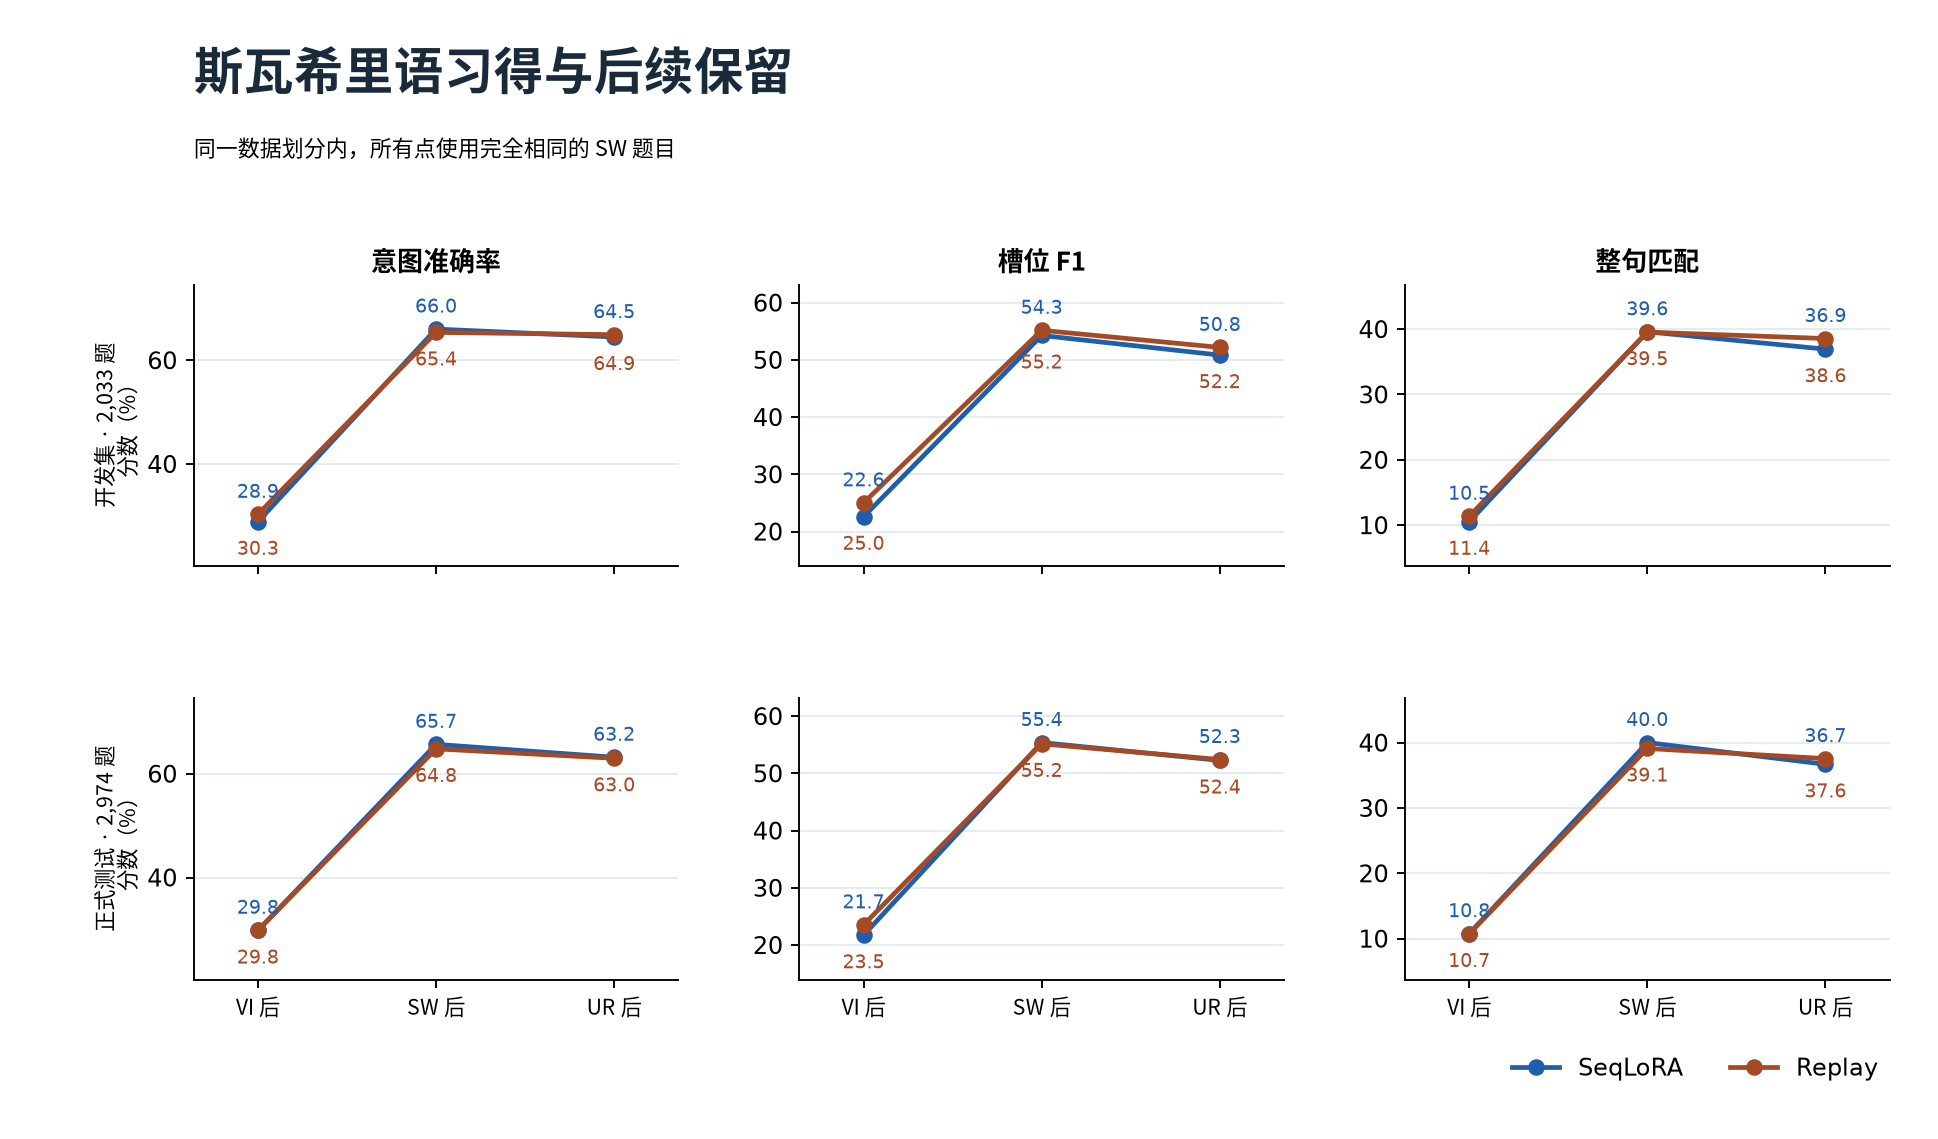 斯瓦希里语习得与后续保留
同一数据划分内，所有点使用完全相同的 SW 题目
意图准确率
开发集 · 2,033 题
分数（%）
60
40
66.0
64.5
65.4
64.9
28.9
30.3
槽位 F1
60
50
40
30
20
54.3
50.8
55.2
52.2
22.6
25.0
整句匹配
40
30
20
10
39.6
36.9
39.5
38.6
10.5
11.4
正式测试 · 2,974 题
分数（%）
60
40
65.7
63.2
64.8
63.0
29.8
29.8
VI 后
SW 后
UR 后
60
50
40
30
20
55.4
52.3
55.2
52.4
21.7
23.5
VI 后
SW 后
UR 后
40
30
20
10
40.0
36.7
39.1
37.6
10.8
10.7
VI 后
SW 后
UR 后
SeqLoRA
Replay